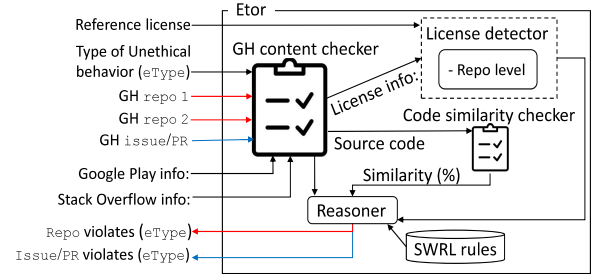 Etor
Reference license
License detector
- Repo level
Type of Unethical
behavior (eType)
GH content checker
GH repo 1
GH repo 2
GH issue/PR
License info:
Code similarity checker
Source code
Google Play info:
Stack Overflow info:
Similarity (%)
Reasoner
Repo violates (eType)
Issue/PR violates (eType)
SWRL rules